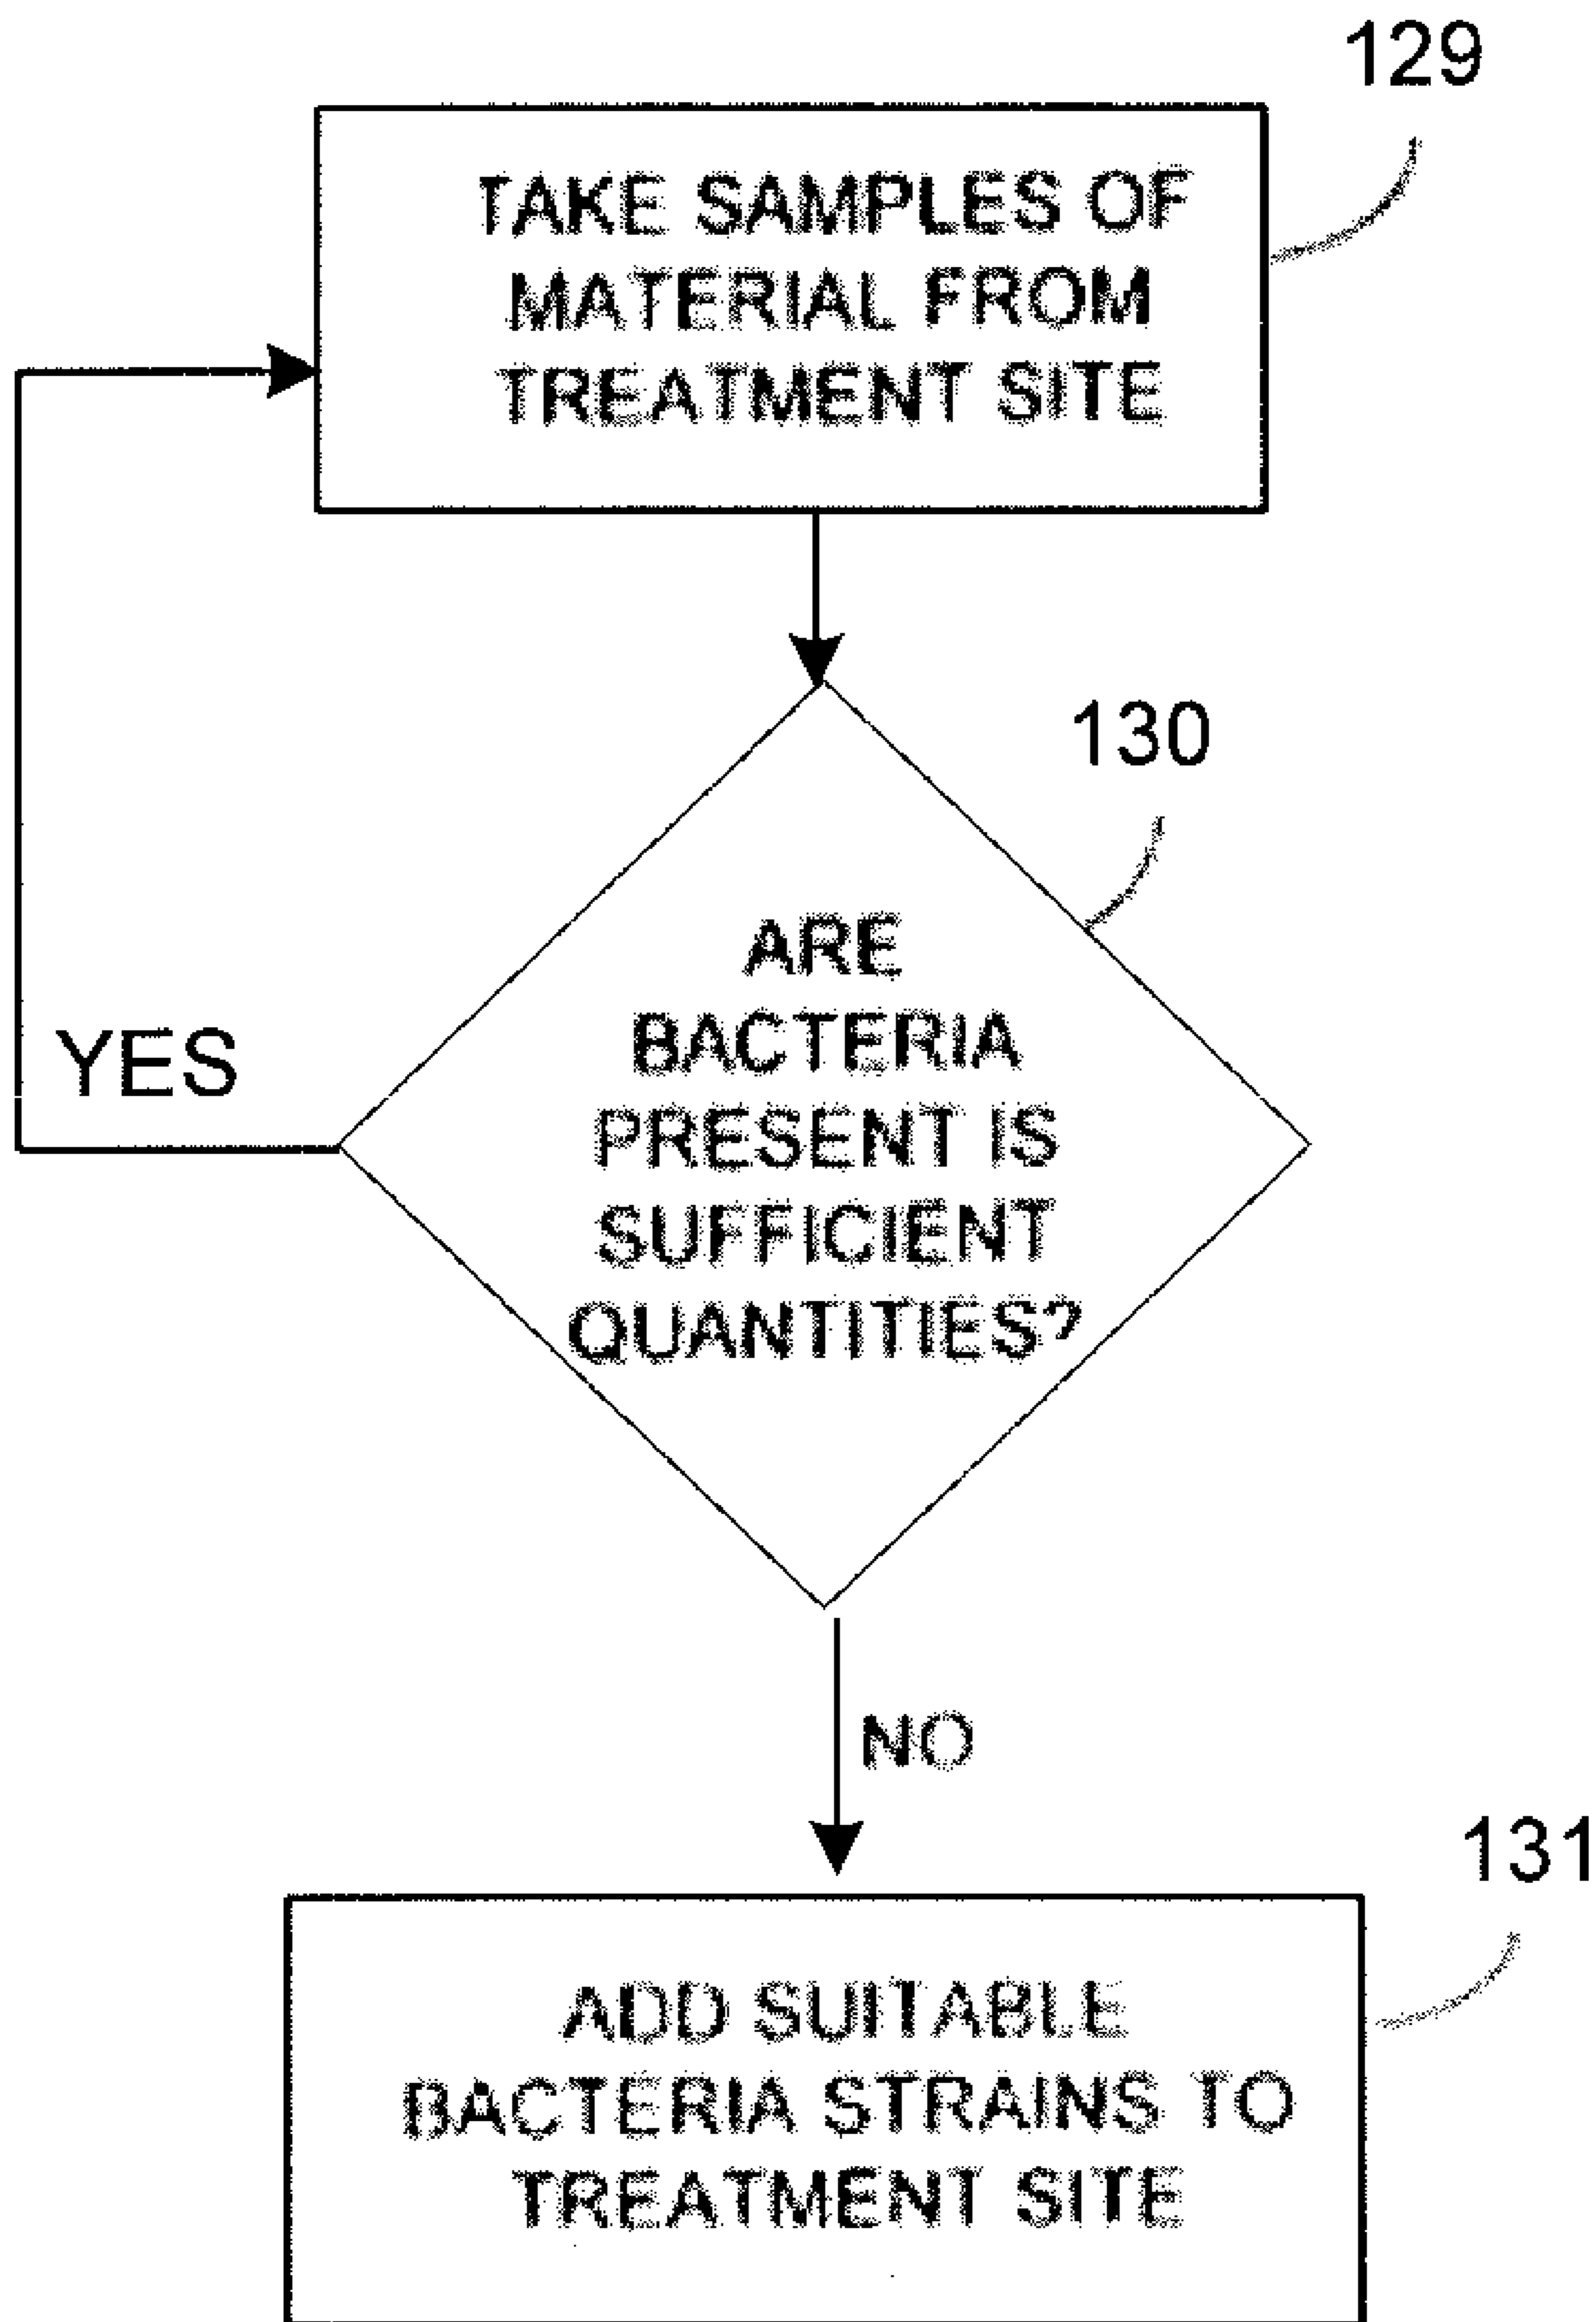 129
TAKE SAMPLES OF
MATERIAL FROM
TREATMENT SITE
130
ARE
BACTERIA
PRESENT IS
SUFFICIENT
QUANTITIES?
YES
NO
131
ADD SUITABLE
BACTERIA STRAINS TO
TREATMENT SITE